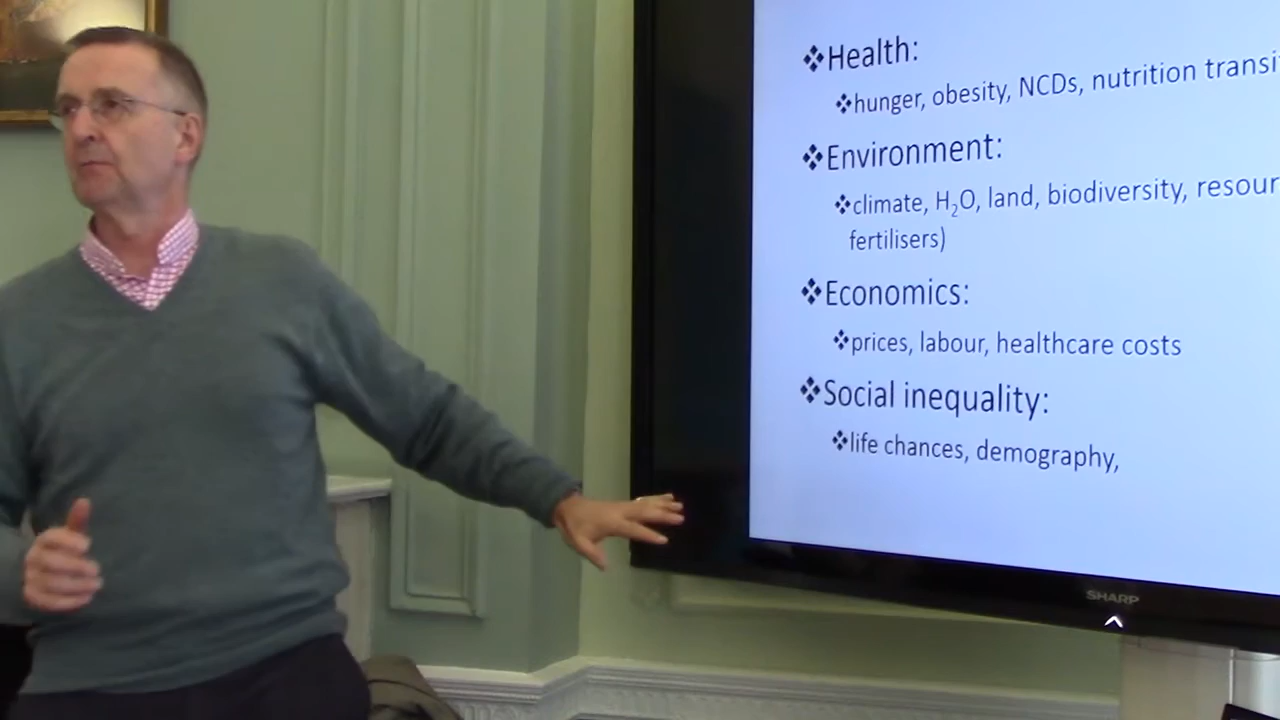 ❖Health:
❖hunger, obesity, NCDs, nutrition
❖Environment:
❖climate, H₂O, land, biodiversity,
fertilisers)
❖Economics:
❖prices, labour, healthcare costs
❖Social inequality:
❖life chances, demography,
SHARP